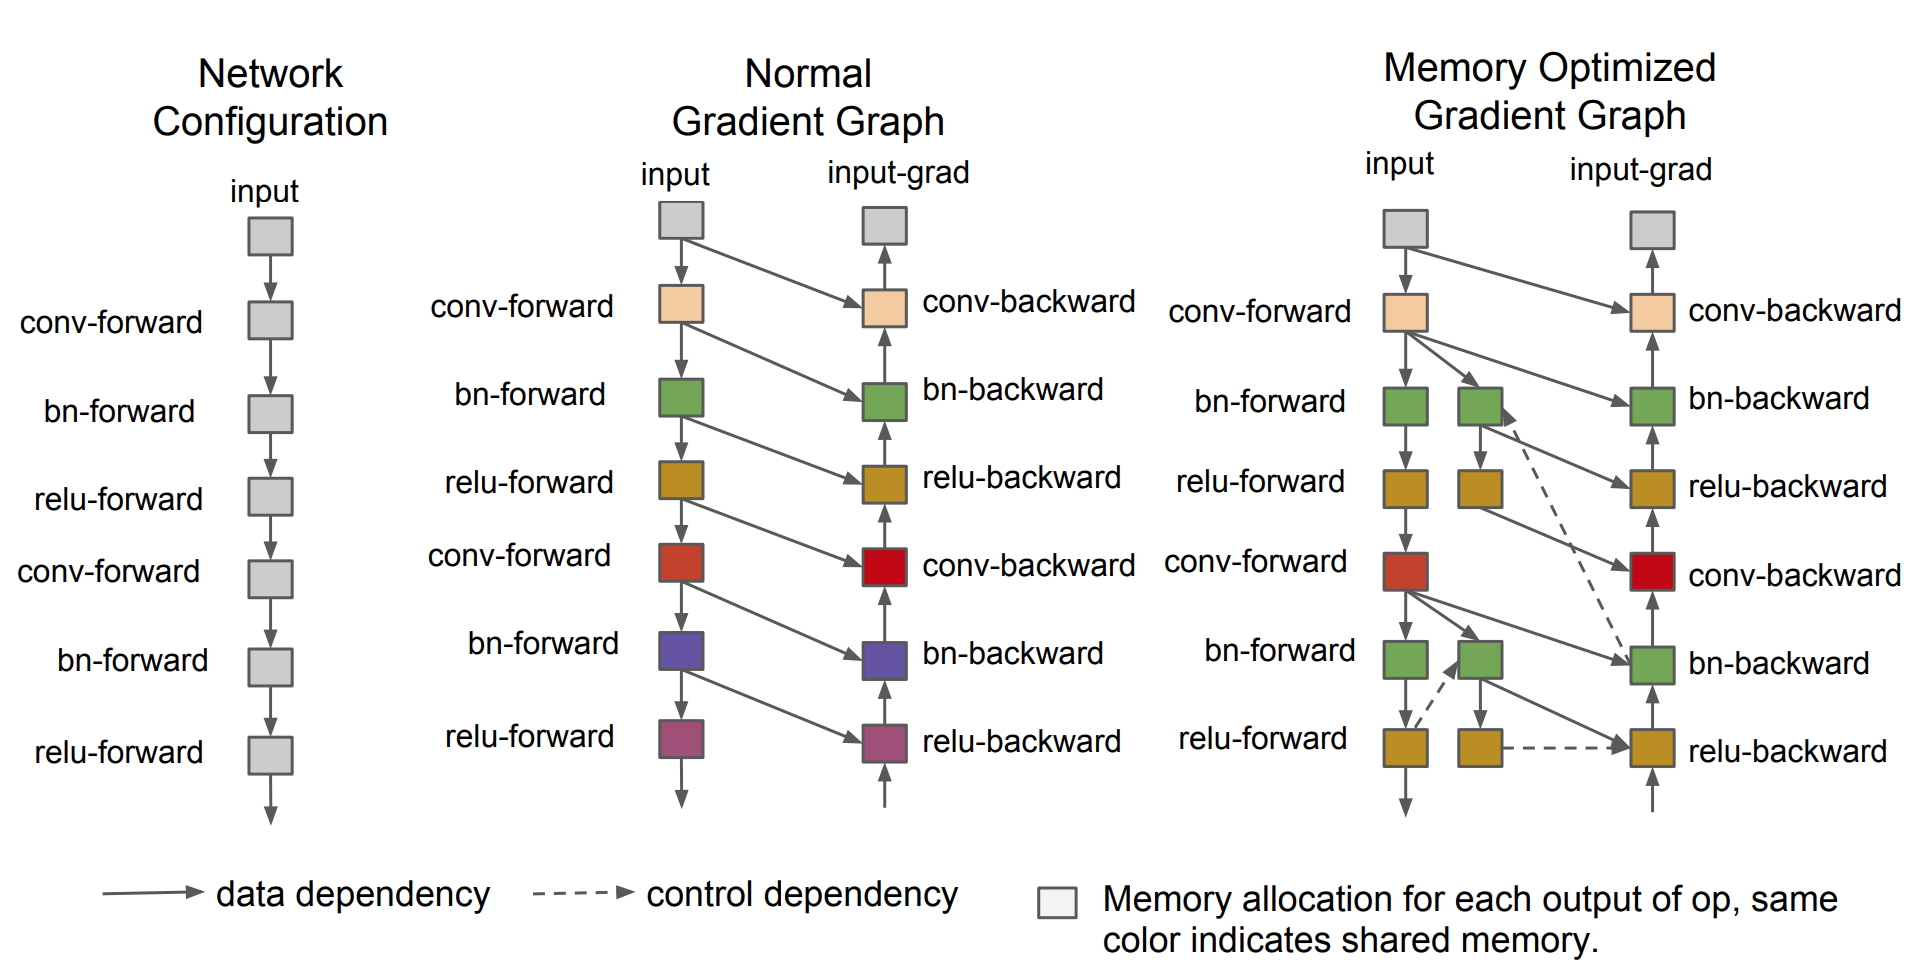 Network
Configuration
input
conv-forward
bn-forward
relu-forward
conv-forward
bn-forward
relu-forward
Normal
Gradient Graph
input
input-grad
conv-forward
conv-backward
bn-forward
bn-backward
relu-forward
relu-backward
conv-forward
conv-backward
bn-forward
bn-backward
relu-forward
relu-backward
Memory Optimized
Gradient Graph
input
input-grad
conv-forward
conv-backward
bn-forward
bn-backward
relu-forward
relu-backward
conv-forward
conv-backward
bn-forward
bn-backward
relu-forward
relu-backward
data dependency
control dependency
Memory allocation for each output of op, same
color indicates shared memory.